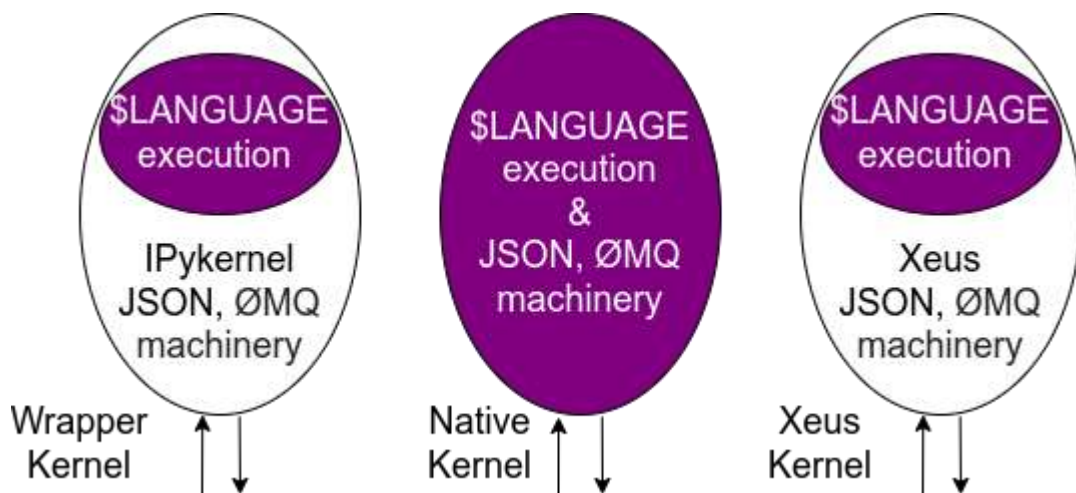 $LANGUAGE
execution
IPykernel
JSON, ØMQ
machinery
Wrapper
Kernel
$LANGUAGE
execution
&
JSON, ØMQ
machinery
Native
Kernel
$LANGUAGE
execution
Xeus
JSON, ØMQ
machinery
Xeus
Kernel